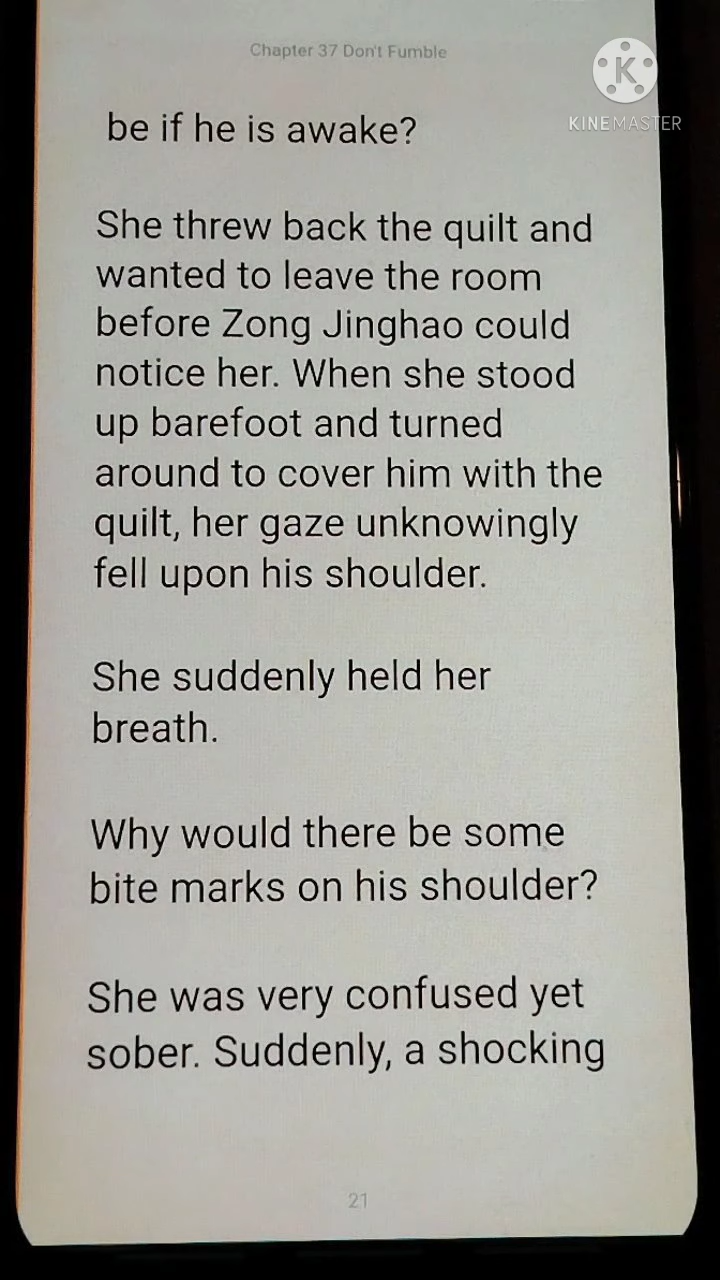 Chapter 37 Don't Fumble
K
KINEMASTER
be if he is awake?
She threw back the quilt and
wanted to leave the room
before Zong Jinghao could
notice her. When she stood
up barefoot and turned
around to cover him with the
quilt, her gaze unknowingly
fell upon his shoulder.
She suddenly held her
breath.
Why would there be some
bite marks on his shoulder?
She was very confused yet
sober. Suddenly, a shocking
21